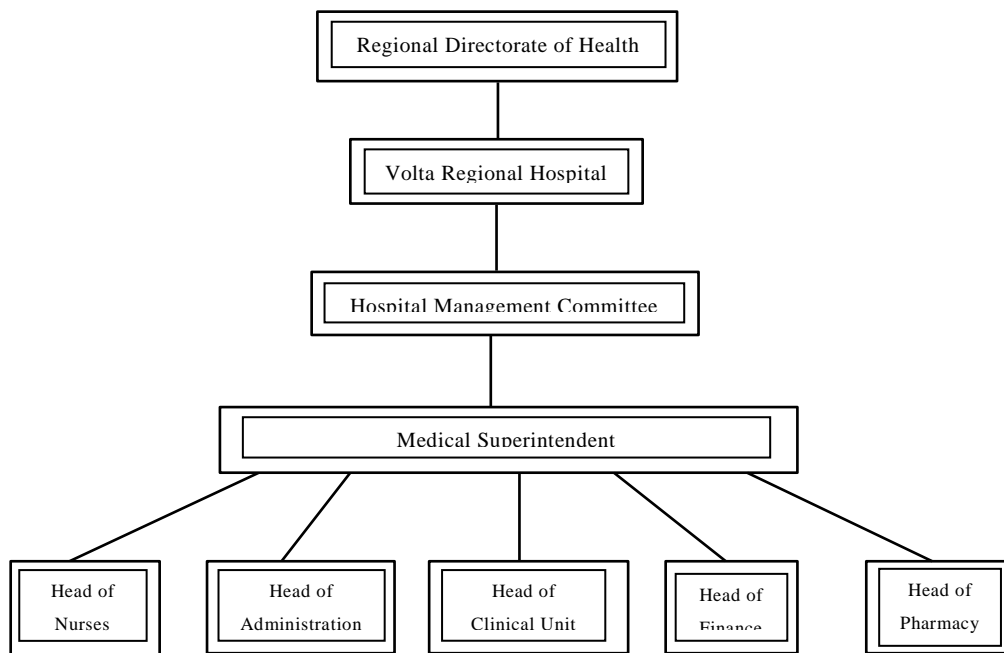 Regional Directorate of Health
Volta Regional Hospital
Hospital Management Committee
Medical Superintendent
Head of
Nurses
Head of
Administration
Head of
Clinical Unit
Head of
Finance
Head of
Pharmacy